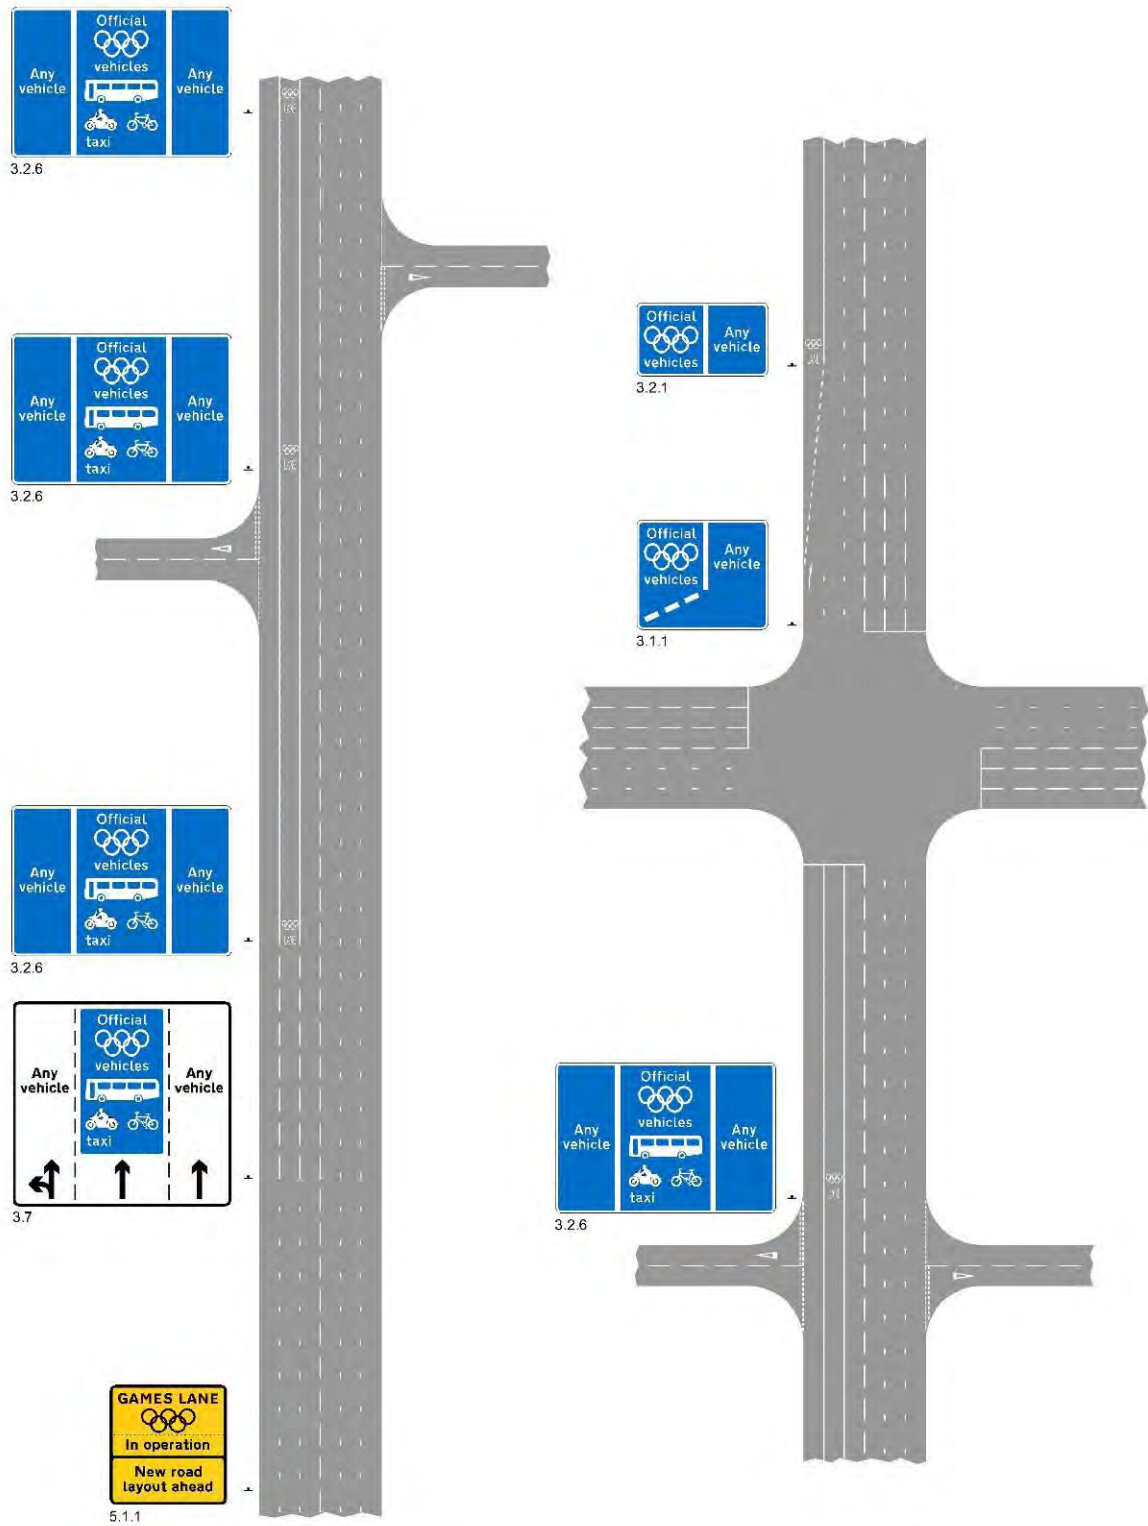 Official
Any
vehicle
vehicles
Any
vehicle
taxi
3.2.6
Official
Any
vehicle
vehicles
Any
vehicle
taxi
3.2.6
Official
Any
vehicle
vehicles
Any
vehicle
taxi
3.2.6
Official
Any
vehicle
vehicles
Any
vehicle
taxi
3.7
GAMES LANE
In operation
New road
layout ahead
5.1.1
Official
vehicles
Any
vehicle
3.2.1
Official
vehicles
Any
vehicle
3.1.1
Official
Any
vehicle
vehicles
Any
vehicle
taxi
3.2.6